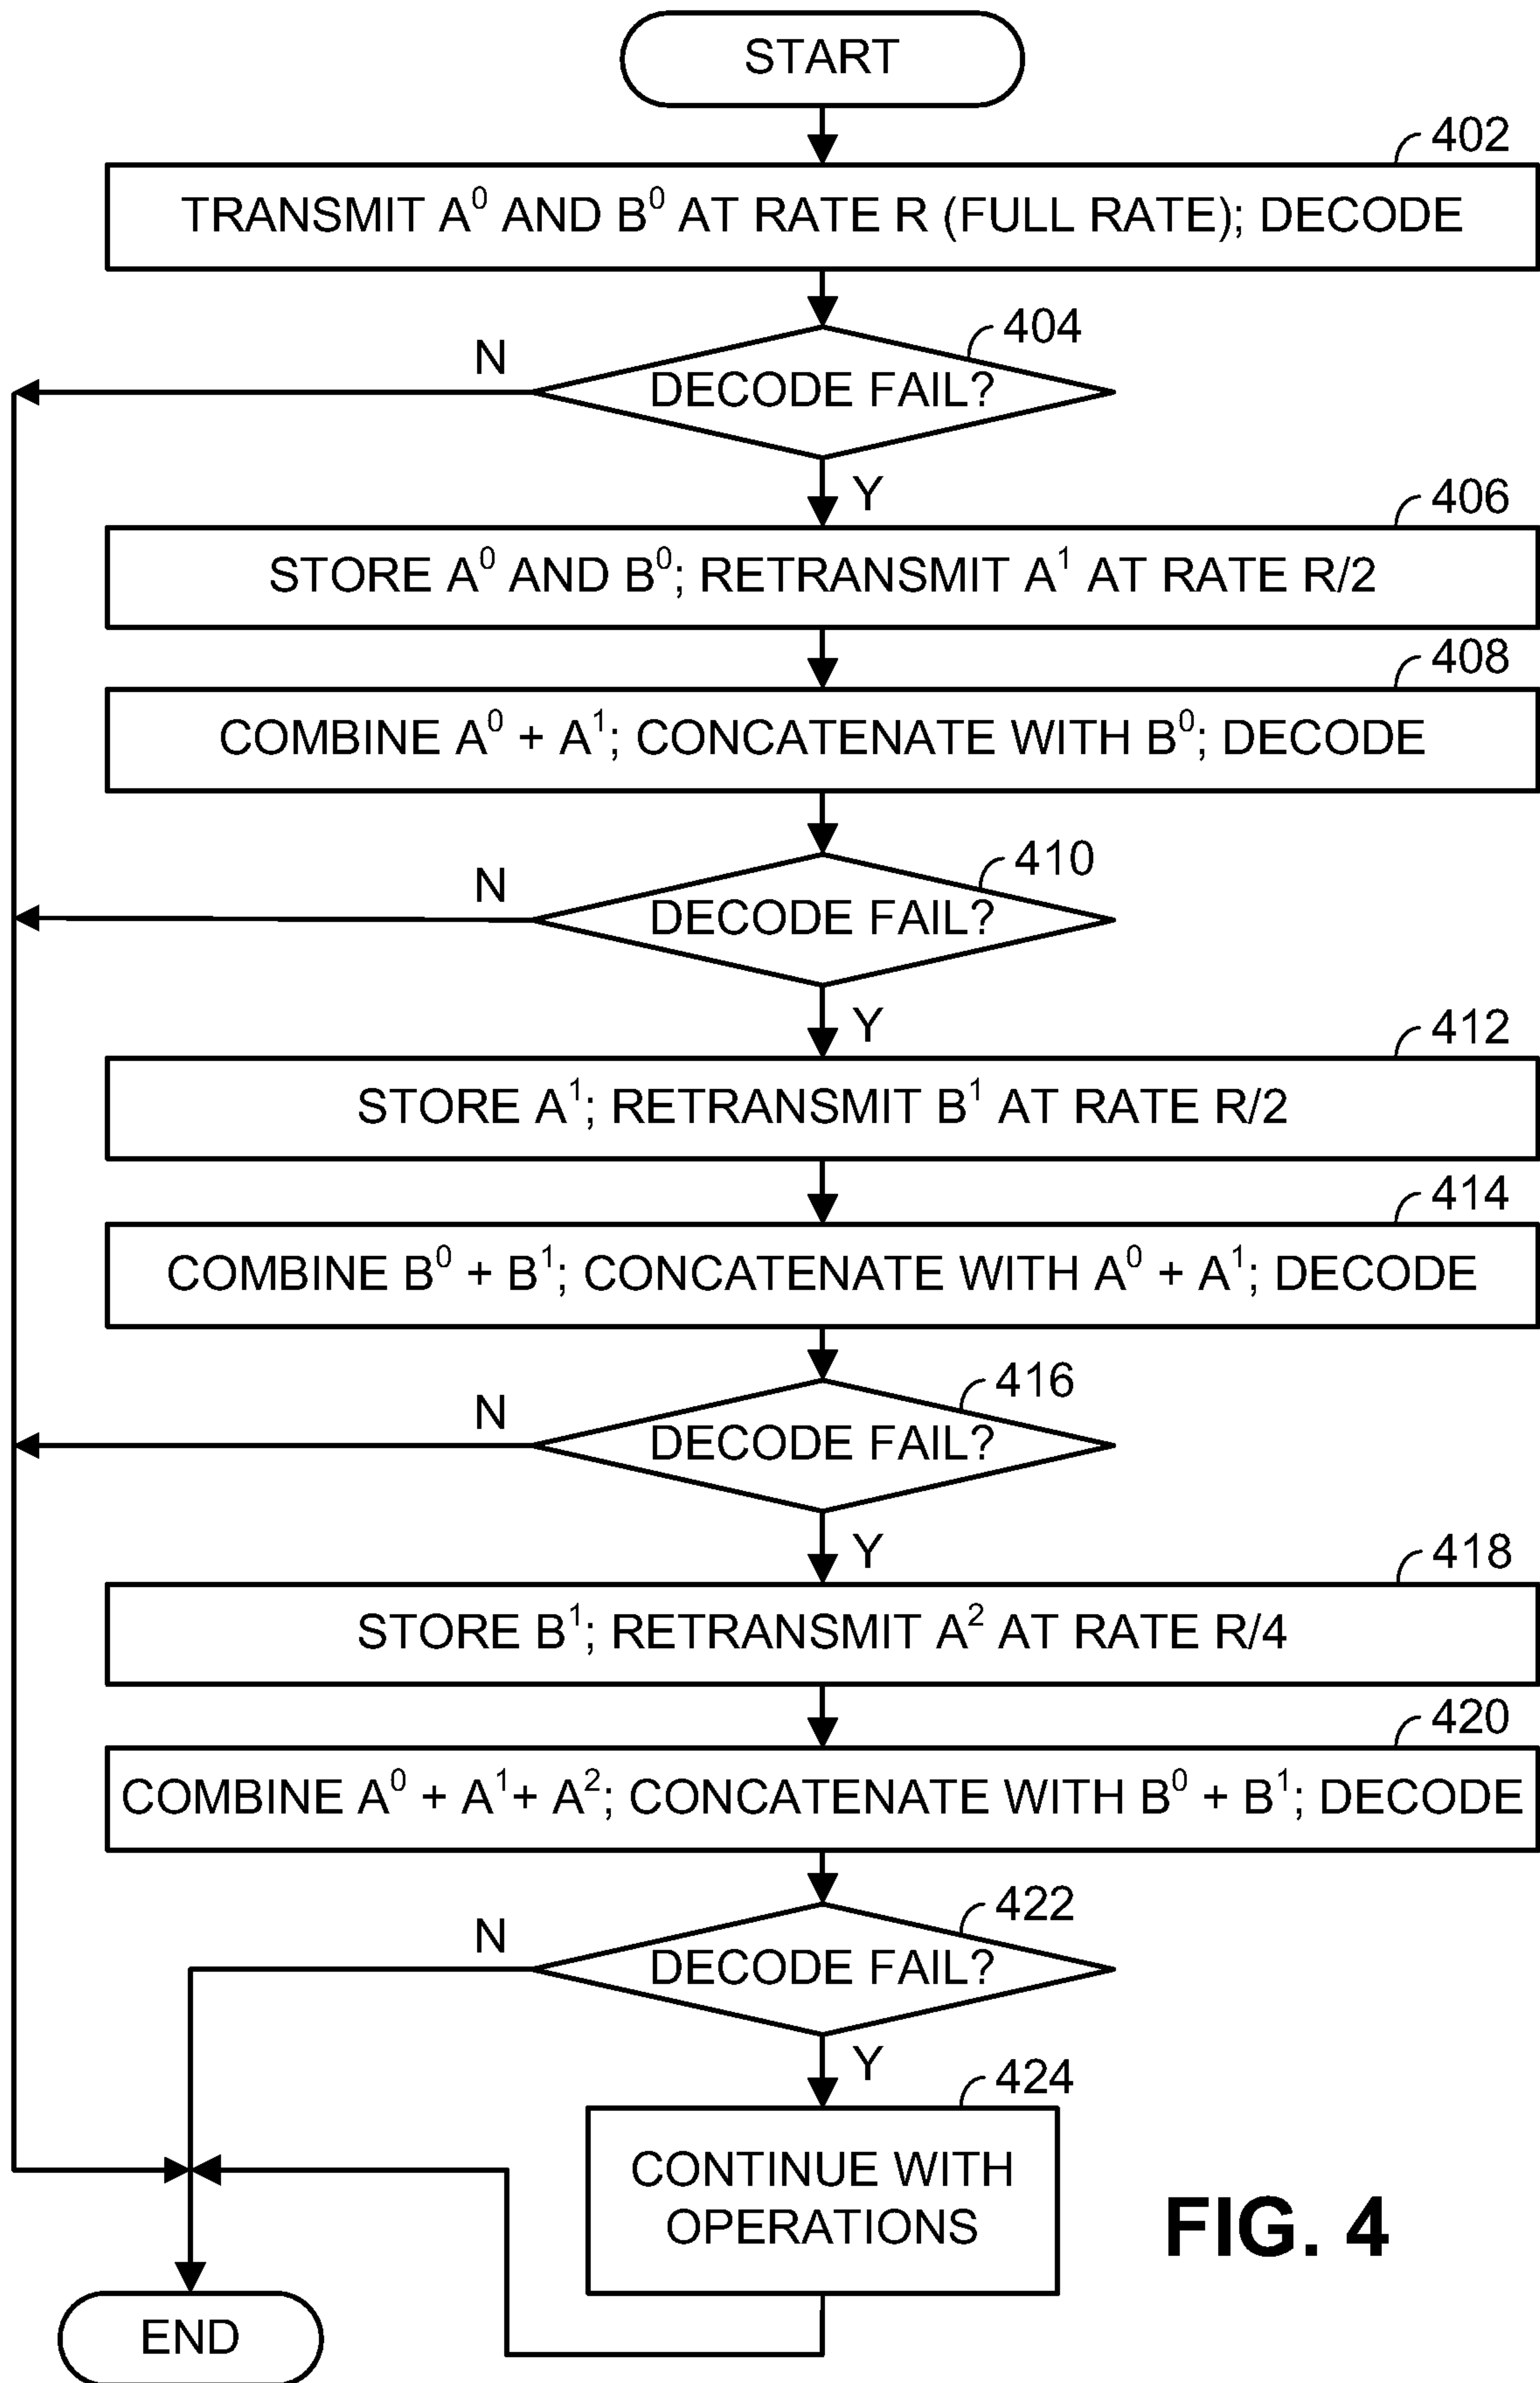 START
402
TRANSMIT A⁰ AND B⁰ AT RATE R (FULL RATE); DECODE
404
N
DECODE FAIL?
Y
406
STORE A⁰ AND B⁰; RETRANSMIT A¹ AT RATE R/2
408
COMBINE A⁰ + A¹; CONCATENATE WITH B⁰; DECODE
410
N
DECODE FAIL?
Y
412
STORE A¹; RETRANSMIT B¹ AT RATE R/2
414
COMBINE B⁰ + B¹; CONCATENATE WITH A⁰ + A¹; DECODE
416
N
DECODE FAIL?
Y
418
STORE B¹; RETRANSMIT A² AT RATE R/4
420
COMBINE A⁰ + A¹+ A²; CONCATENATE WITH B⁰ + B¹; DECODE
422
N
DECODE FAIL?
Y
424
CONTINUE WITH
OPERATIONS
FIG. 4
END